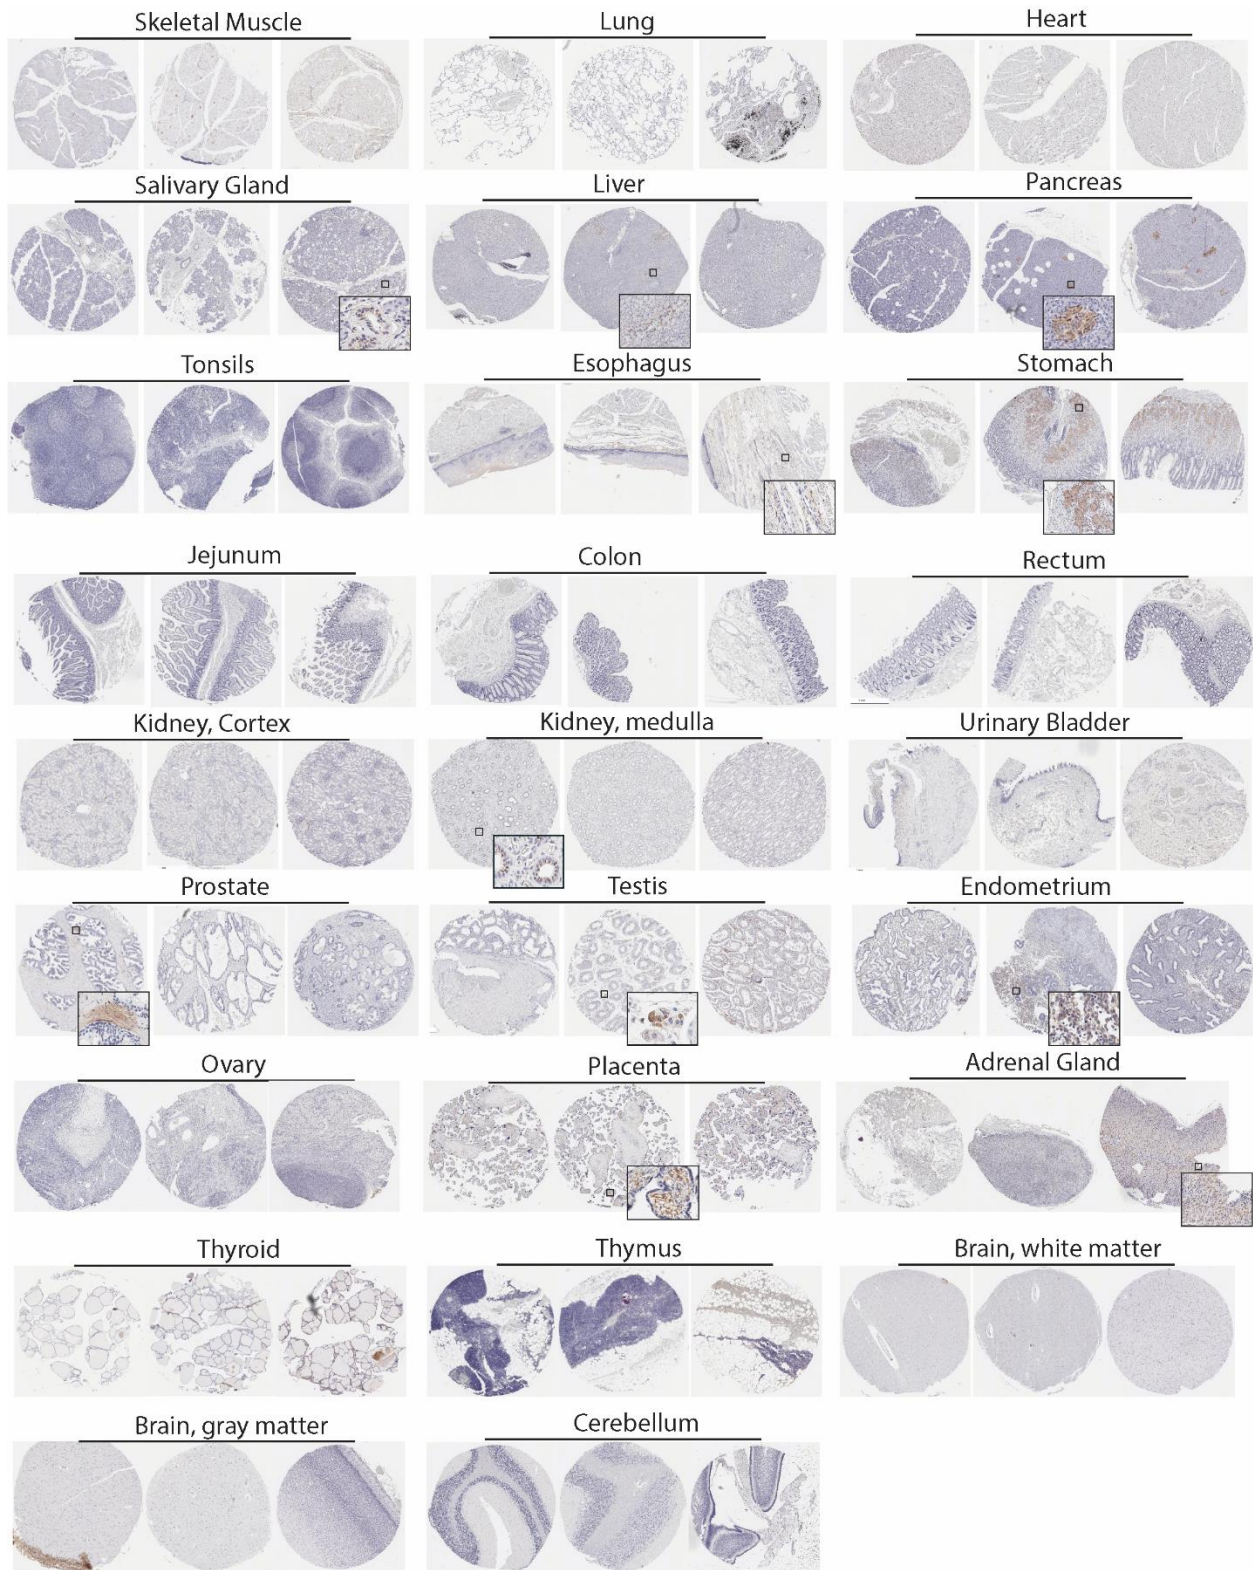 Skeletal Muscle
Lung
Heart
Salivary Gland
Liver
Pancreas
Tonsils
Esophagus
Stomach
Jejunum
Colon
Rectum
Kidney, Cortex
Kidney, medulla
Urinary Bladder
Prostate
Testis
Endometrium
Ovary
Placenta
Adrenal Gland
Thyroid
Thymus
Brain, white matter
Brain, gray matter
Cerebellum